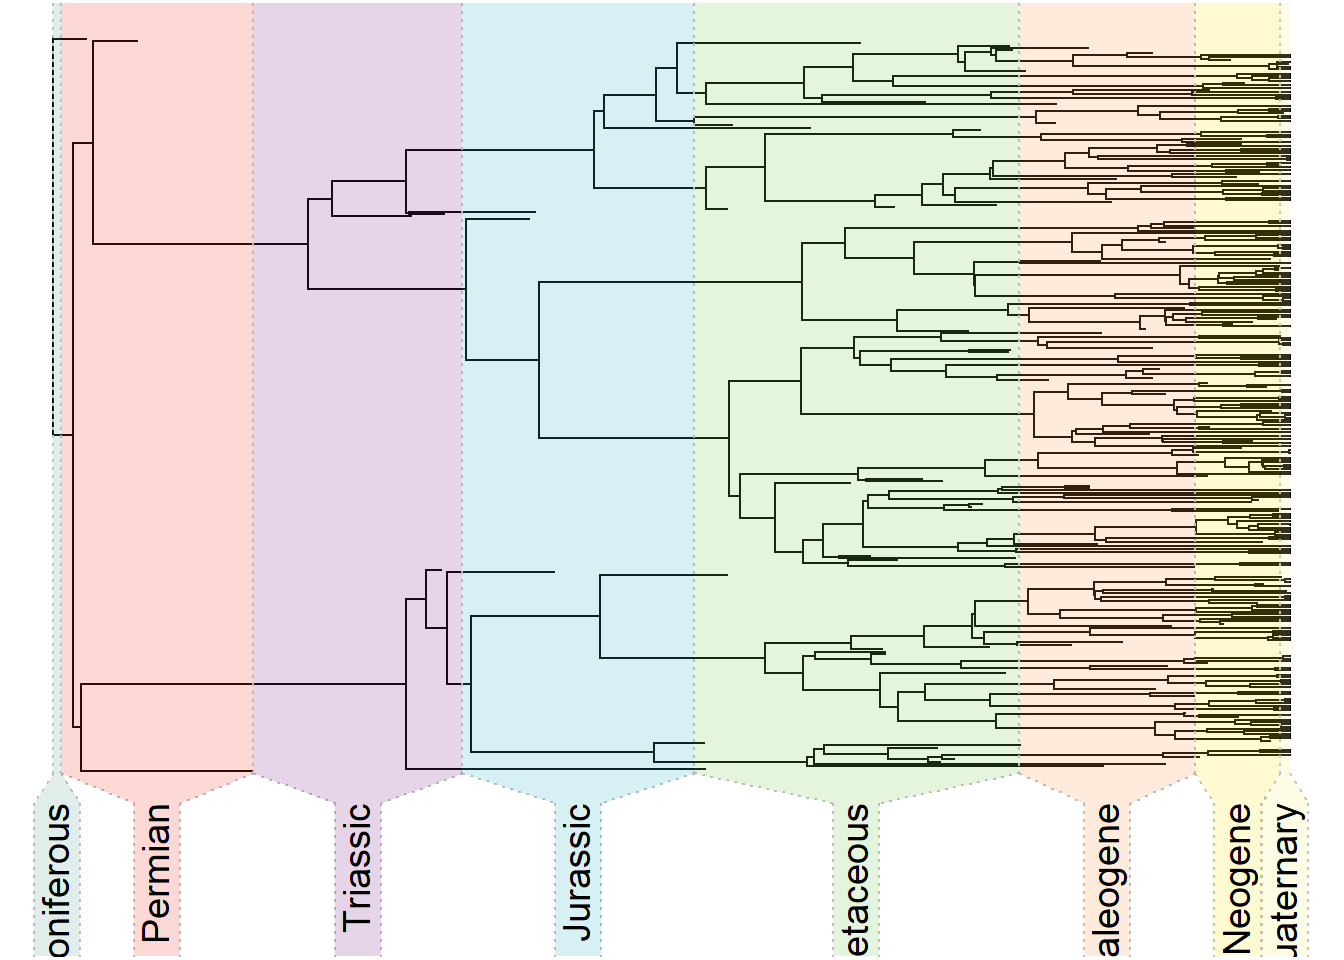 oniferous
Permian
Triassic
Jurassic
etaceous
aleogene
Neogene
uaternary